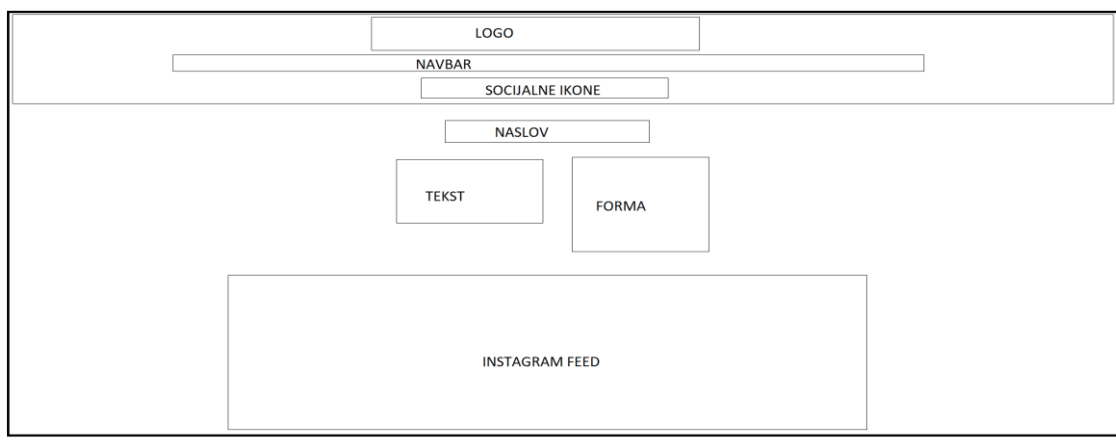 LOGO
NAVBAR
SOCIJALNE IKONE
NASLOV
TEKST
FORMA
INSTAGRAM FEED